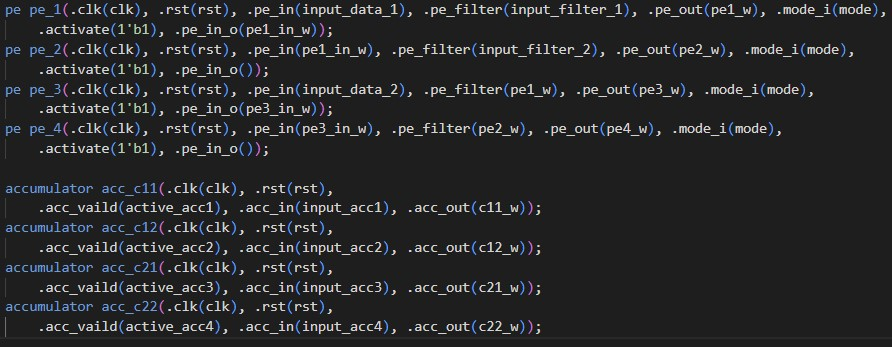 pe pe_1(.clk(clk), .rst(rst), .pe_in(input_data_1), .pe_filter(input_filter_1), .pe_out(pe1_w), .mode_i(mode),
.activate(1'b1), .pe_in_o(pe1_in_w));
pe pe_2(.clk(clk), .rst(rst), .pe_in(pe1_in_w), .pe_filter(input_filter_2), .pe_out(pe2_w), .mode_i(mode),
.activate(1'b1), .pe_in_o());
pe pe_3(.clk(clk), .rst(rst), .pe_in(input_data_2), .pe_filter(pe1_w), .pe_out(pe3_w), .mode_i(mode),
.activate(1'b1), .pe_in_o(pe3_in_w));
pe pe_4(.clk(clk), .rst(rst), .pe_in(pe3_in_w), .pe_filter(pe2_w), .pe_out(pe4_w), .mode_i(mode),
.activate(1'b1), .pe_in_o());
accumulator acc_c11(.clk(clk), .rst(rst),
.acc_vaild(active_acc1), .acc_in(input_acc1), .acc_out(c11_w));
accumulator acc_c12(.clk(clk), .rst(rst),
.acc_vaild(active_acc2), .acc_in(input_acc2), .acc_out(c12_w));
accumulator acc_c21(.clk(clk), .rst(rst),
.acc_vaild(active_acc3), .acc_in(input_acc3), .acc_out(c21_w));
accumulator acc_c22(.clk(clk), .rst(rst),
.acc_vaild(active_acc4), .acc_in(input_acc4), .acc_out(c22_w));